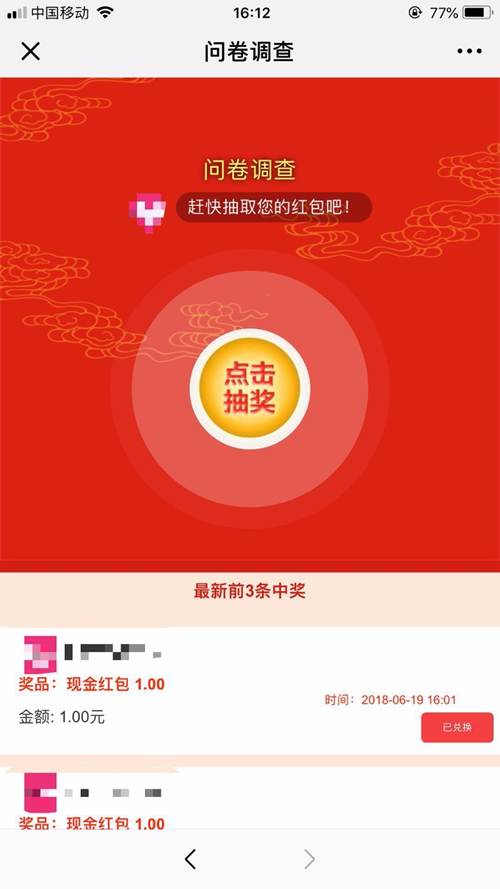 中国移动
16:12
77%
问卷调查
问卷调查
赶快抽取您的红包吧!
点击
抽奖
最新前3条中奖
奖品: 现金红包 1.00
时间: 2018-06-19 16:01
金额: 1.00元
已兑换
奖品: 现金红包 1.00